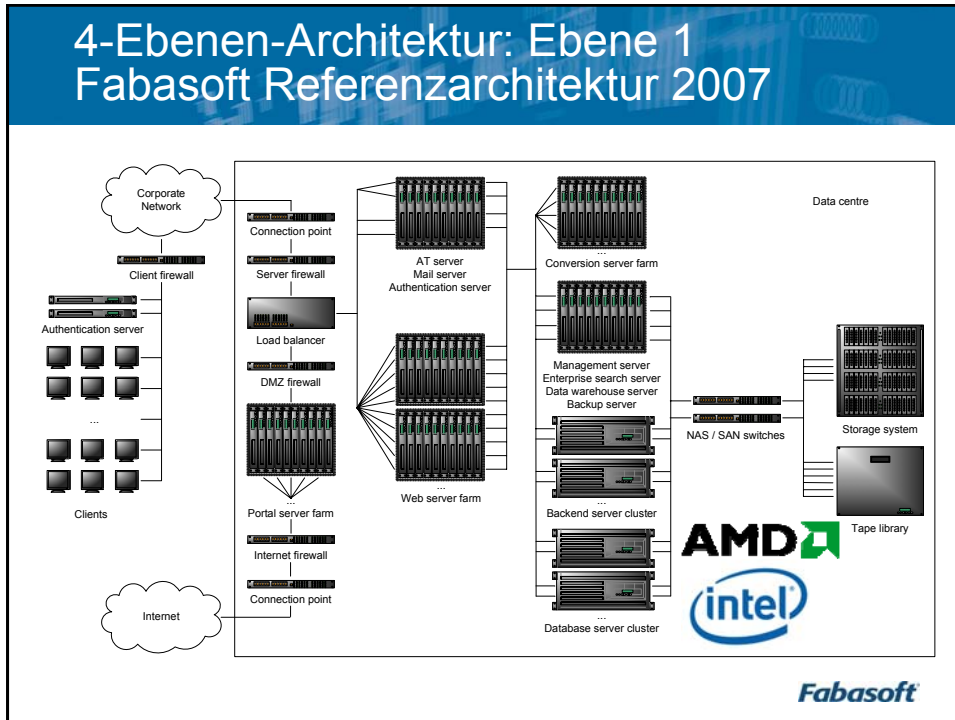 4-Ebenen-Architektur: Ebene 1
Fabasoft Referenzarchitektur 2007
Corporate
Network
Client firewall
Authentication server
...
Clients
Internet
Connection point
Server firewall
Load balancer
DMZ firewall
...
Portal server farm
Internet firewall
Connection point
AT server
Mail server
Authentication server
...
Web server farm
...
Conversion server farm
Management server
Enterprise search server
Data warehouse server
Backup server
...
Backend server cluster
...
Database server cluster
Data centre
NAS / SAN switches
Storage system
Tape library
AMD
intel
Fabasoft